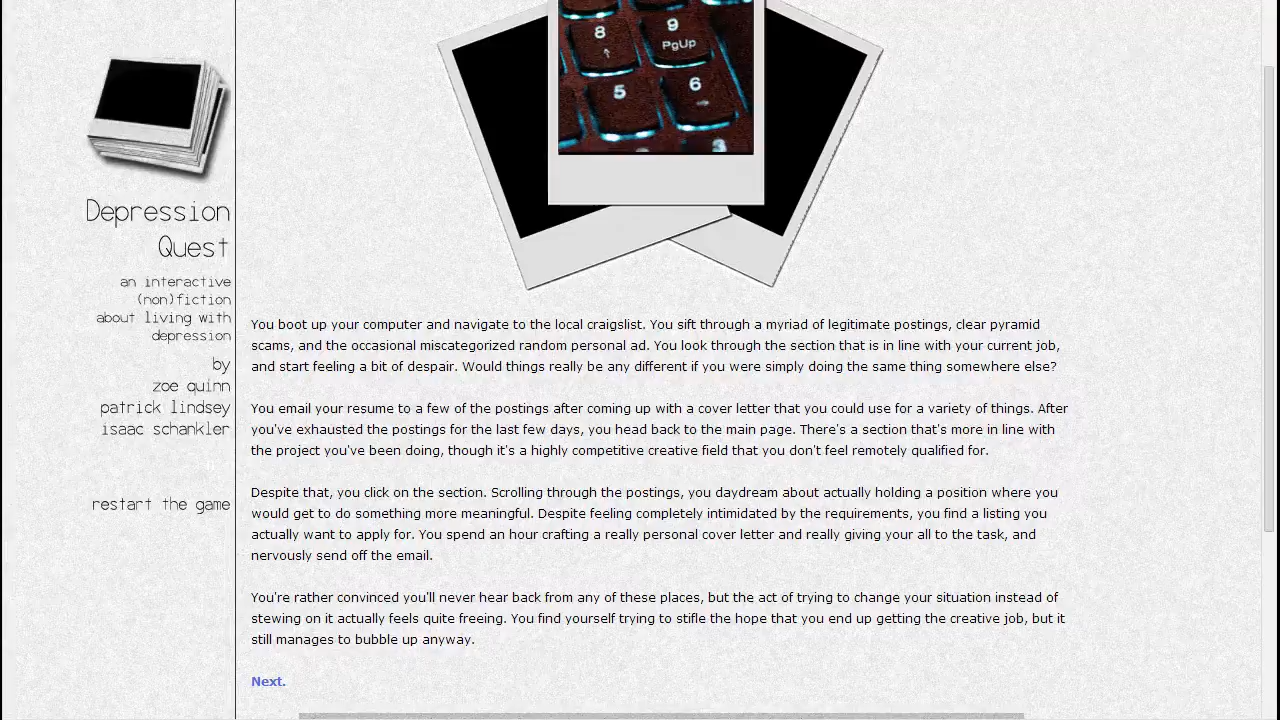 8
9
PgUp
5
6
3
Depression
Quest
an interactive
(non)fiction
about living with
depression
by
zoe quinn
patrick lindsey
isaac schankler
restart the game
You boot up your computer and navigate to the local craigslist. You sift through a myriad of legitimate postings, clear pyramid
scams, and the occasional miscategorized random personal ad. You look through the section that is in line with your current job,
and start feeling a bit of despair. Would things really be any different if you were simply doing the same thing somewhere else?
You email your resume to a few of the postings after coming up with a cover letter that you could use for a variety of things. After
you've exhausted the postings for the last few days, you head back to the main page. There's a section that's more in line with
the project you've been doing, though it's a highly competitive creative field that you don't feel remotely qualified for.
Despite that, you click on the section. Scrolling through the postings, you daydream about actually holding a position where you
would get to do something more meaningful. Despite feeling completely intimidated by the requirements, you find a listing you
actually want to apply for. You spend an hour crafting a really personal cover letter and really giving your all to the task, and
nervously send off the email.
You're rather convinced you'll never hear back from any of these places, but the act of trying to change your situation instead of
stewing on it actually feels quite freeing. You find yourself trying to stifle the hope that you end up getting the creative job, but it
still manages to bubble up anyway.
Next.